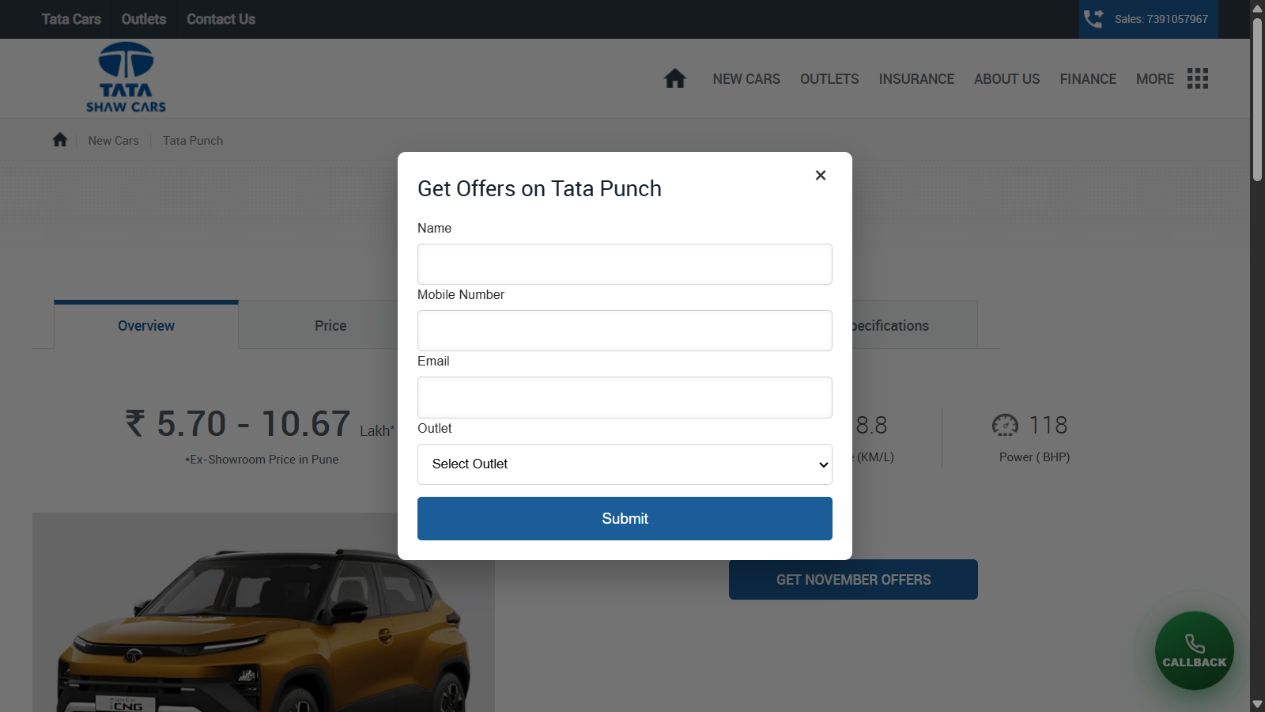 Tata Cars Outlets Contact Us
Sales: 7391057967
TATA
SHAW CARS
NEW CARS OUTLETS INSURANCE ABOUT US FINANCE MORE
New Cars Tata Punch
Get Offers on Tata Punch
×
Name
Mobile Number
Email
Outlet
Select Outlet
Submit
Overview Price pecifications
₹ 5.70 - 10.67 Lakh*
*Ex-Showroom Price in Pune
8.8
(KM/L)
118
Power ( BHP)
GET NOVEMBER OFFERS
CALLBACK
iCNG